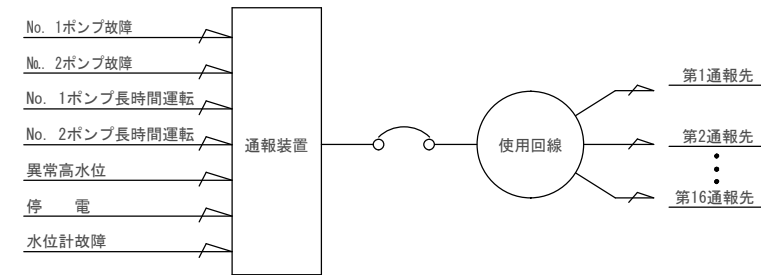 No. 1ポンプ故障
No. 2ポンプ故障
No. 1ポンプ長時間運転
No. 2ポンプ長時間運転
異常高水位
停　　電
水位計故障
通報装置
使用回線
第1通報先
第2通報先
第16通報先